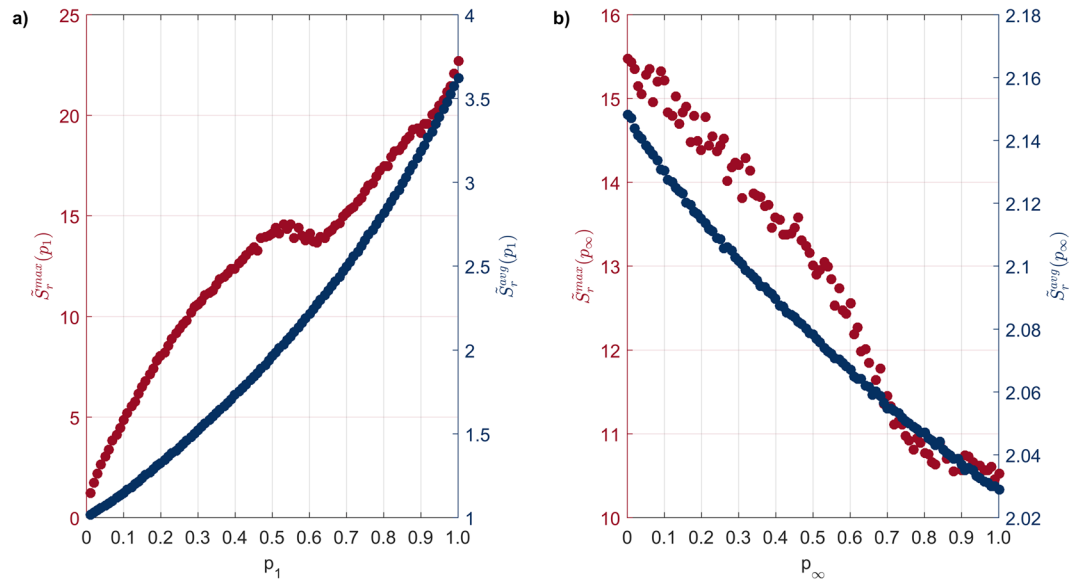 a)
25
20
15
10
5
0
S̃_r^{max}(p_1)
4
3.5
3
2.5
2
1.5
1
S̃_r^{avg}(p_1)
0 0.1 0.2 0.3 0.4 0.5 0.6 0.7 0.8 0.9 1.0
p_1
b)
16
15
14
13
12
11
10
S̃_r^{max}(p_∞)
2.18
2.16
2.14
2.12
2.1
2.08
2.06
2.04
2.02
S̃_r^{avg}(p_∞)
0 0.1 0.2 0.3 0.4 0.5 0.6 0.7 0.8 0.9 1.0
p_∞